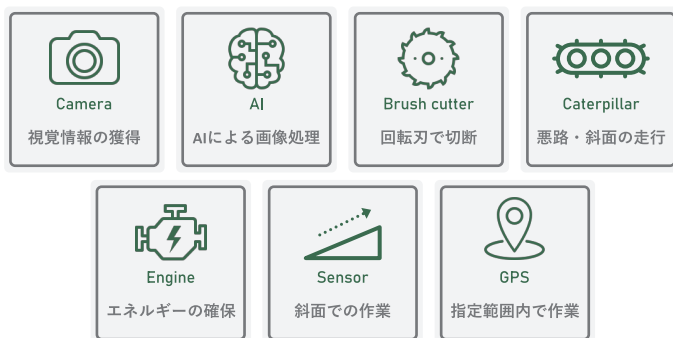 Camera
視覚情報の獲得
AI
AIによる画像処理
Brush cutter
回転刃で切断
Caterpillar
悪路・斜面の走行
Engine
エネルギーの確保
Sensor
斜面での作業
GPS
指定範囲内で作業